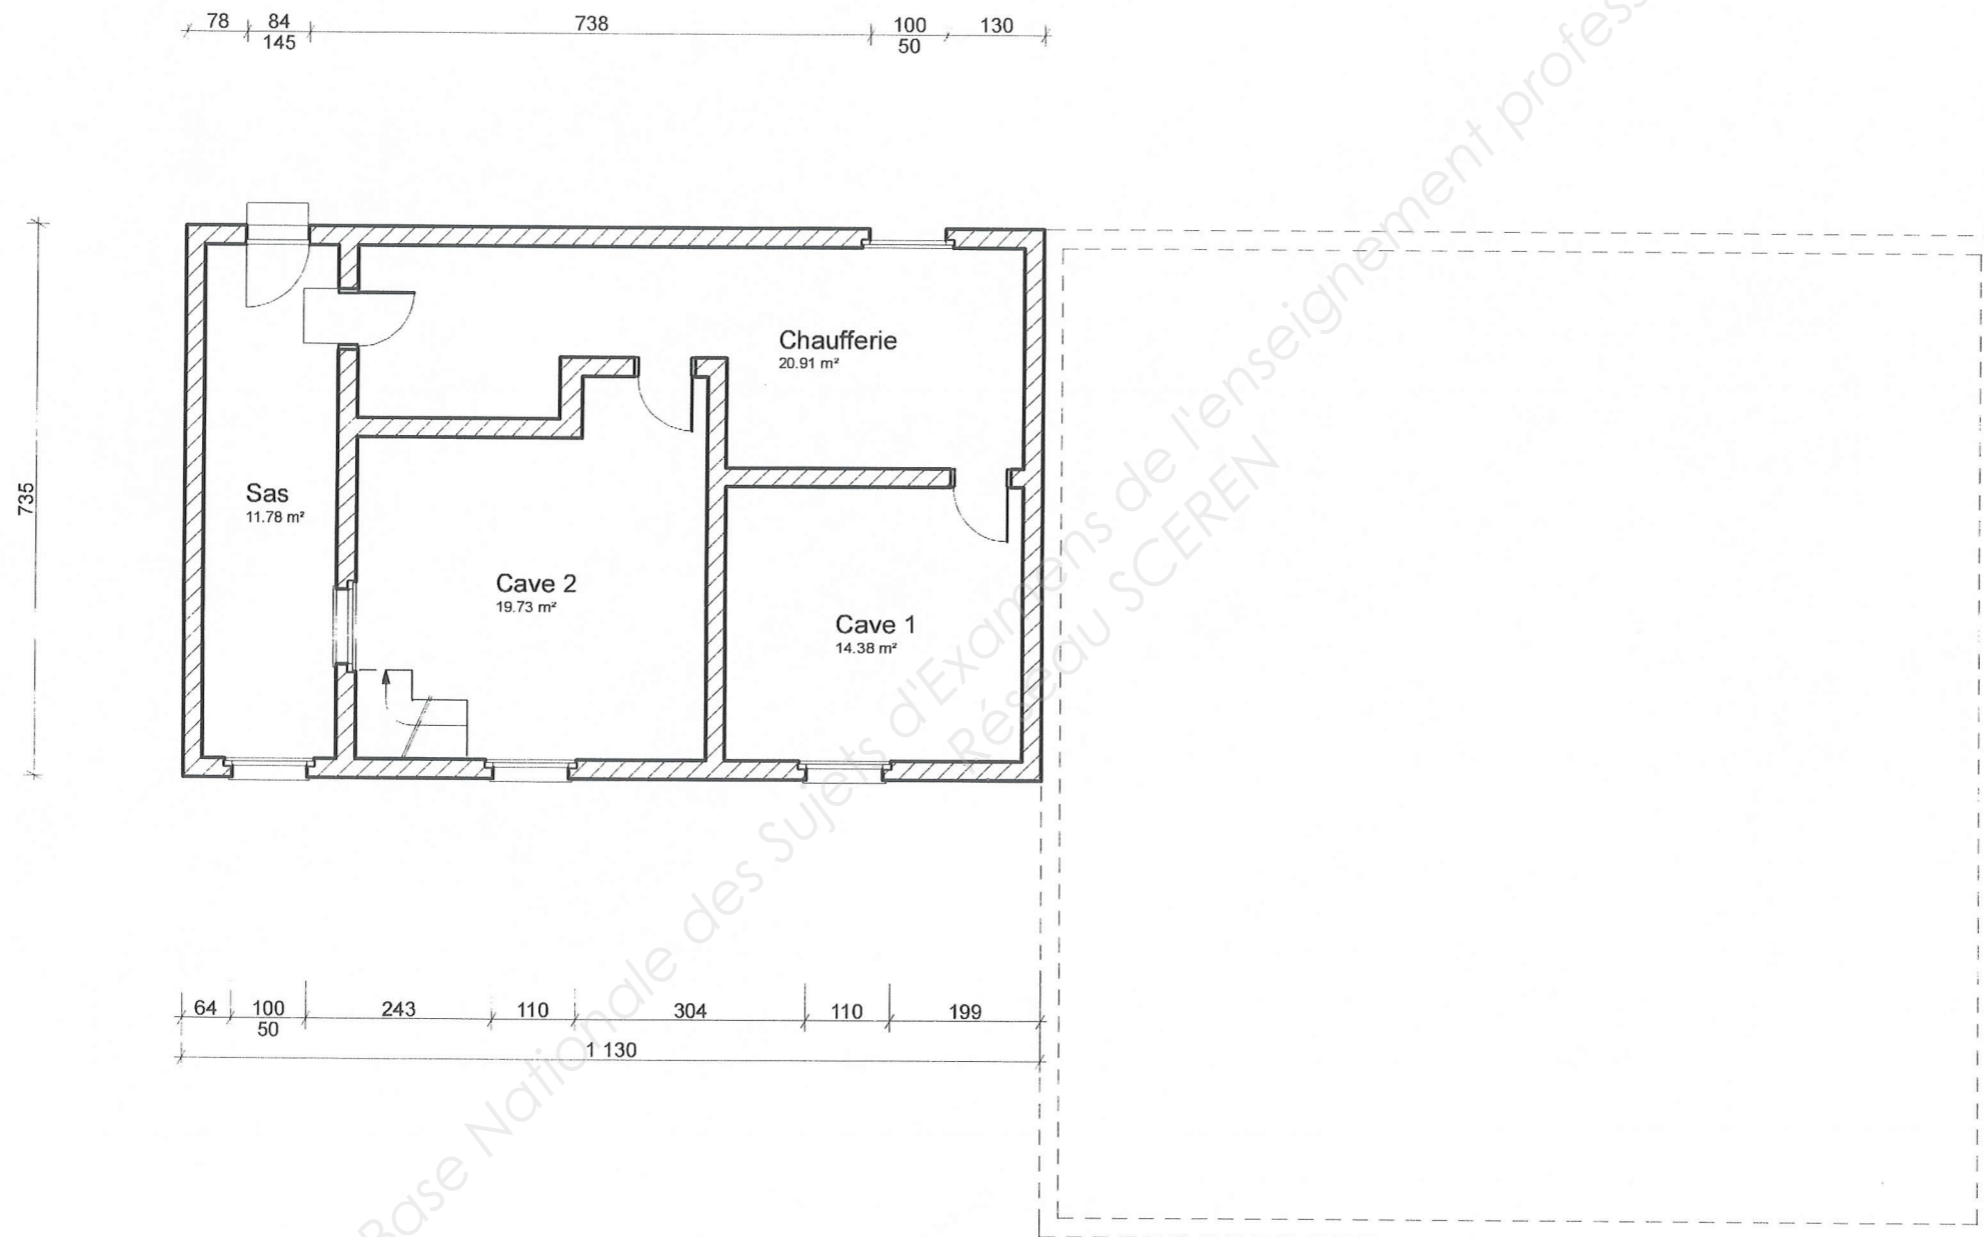 78 84 738 100 130
145 50
735
Chaufferie
20.91 m²
Sas
11.78 m²
Cave 2
19.73 m²
Cave 1
14.38 m²
64 100 243 110 304 110 199
50
1 130
Base Nationale des Sujets d'Examens de l'enseignement profess
Réseau SCEREN